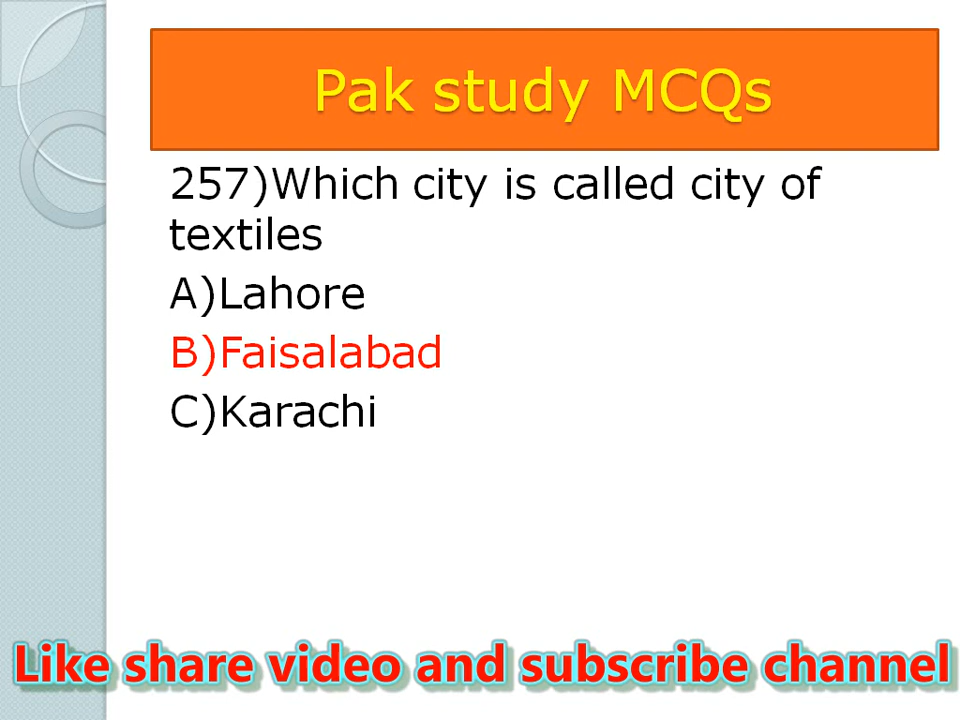 Pak study MCQs
257)Which city is called city of
textiles
A)Lahore
B)Faisalabad
C)Karachi
Like share video and subscribe channel